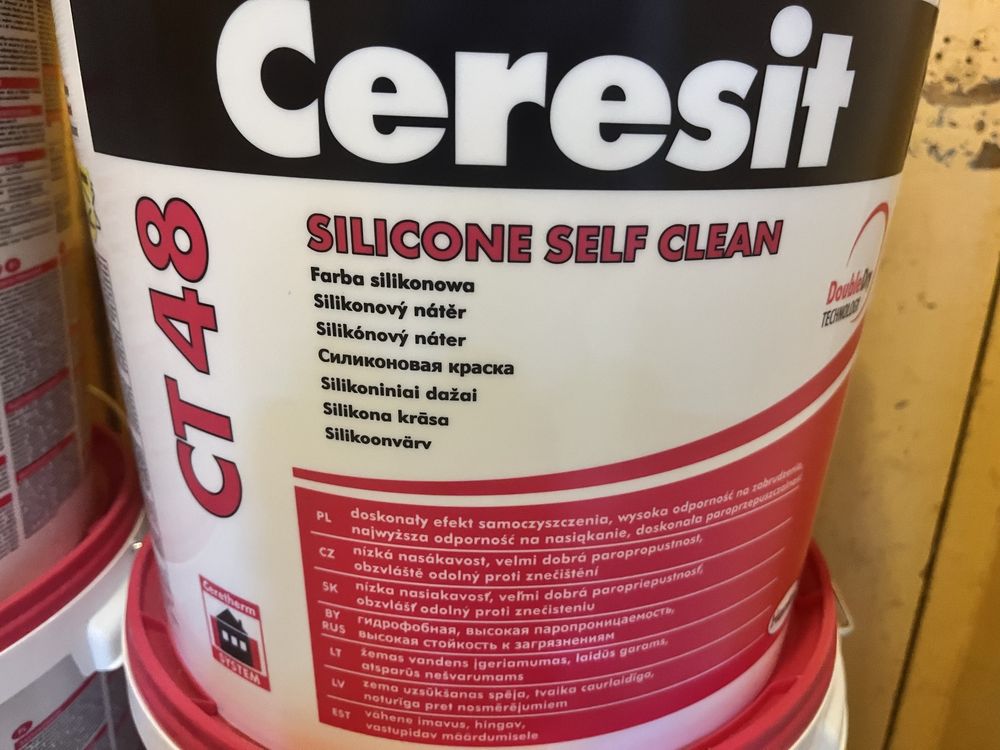 Ceresit
CT 48
SILICONE SELF CLEAN
Farba silikonowa
Silikonový nátěr
Silikónový náter
Силиконовая краска
Silikoniniai dažai
Silikona krāsa
Silikoonvärv
DoubleDry
TECHNOLOGY
PL doskonały efekt samoczyszczenia, wysoka odporność na zabrudzenia,
najwyższa odporność na nasiąkanie, doskonała paroprzepuszczalność
CZ nízká nasákavost, velmi dobrá paropropustnost,
obzvláště odolný proti znečištění
SK nízka nasiakavosť, veľmi dobrá paropriepustnosť,
obzvlášť odolný proti znečisteniu
BY гидрофобная, высокая паропроницаемость,
RUS высокая стойкость к загрязнениям
LT žemas vandens įgeriamumas, laidūs garams,
atsparūs nešvarumams
LV zema uzsūkšanas spēja, tvaika caurlaidīga,
noturīga pret nosmērējumiem
EST vähene imavus, hingav,
vastupidav määrdumisele
Ceretherm
SYSTEM